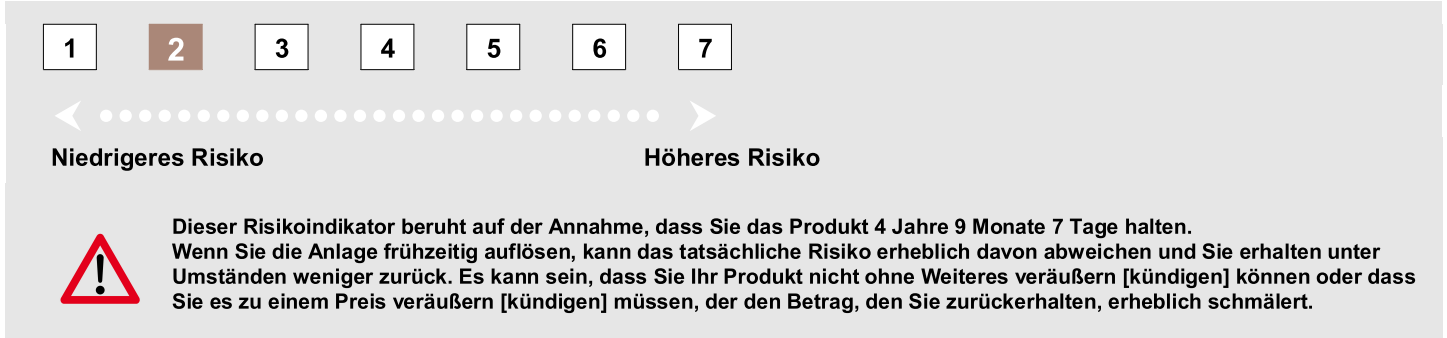 1 2 3 4 5 6 7
Niedrigeres Risiko Höheres Risiko
Dieser Risikoindikator beruht auf der Annahme, dass Sie das Produkt 4 Jahre 9 Monate 7 Tage halten.
Wenn Sie die Anlage frühzeitig auflösen, kann das tatsächliche Risiko erheblich davon abweichen und Sie erhalten unter
Umständen weniger zurück. Es kann sein, dass Sie Ihr Produkt nicht ohne Weiteres veräußern [kündigen] können oder dass
Sie es zu einem Preis veräußern [kündigen] müssen, der den Betrag, den Sie zurückerhalten, erheblich schmälert.